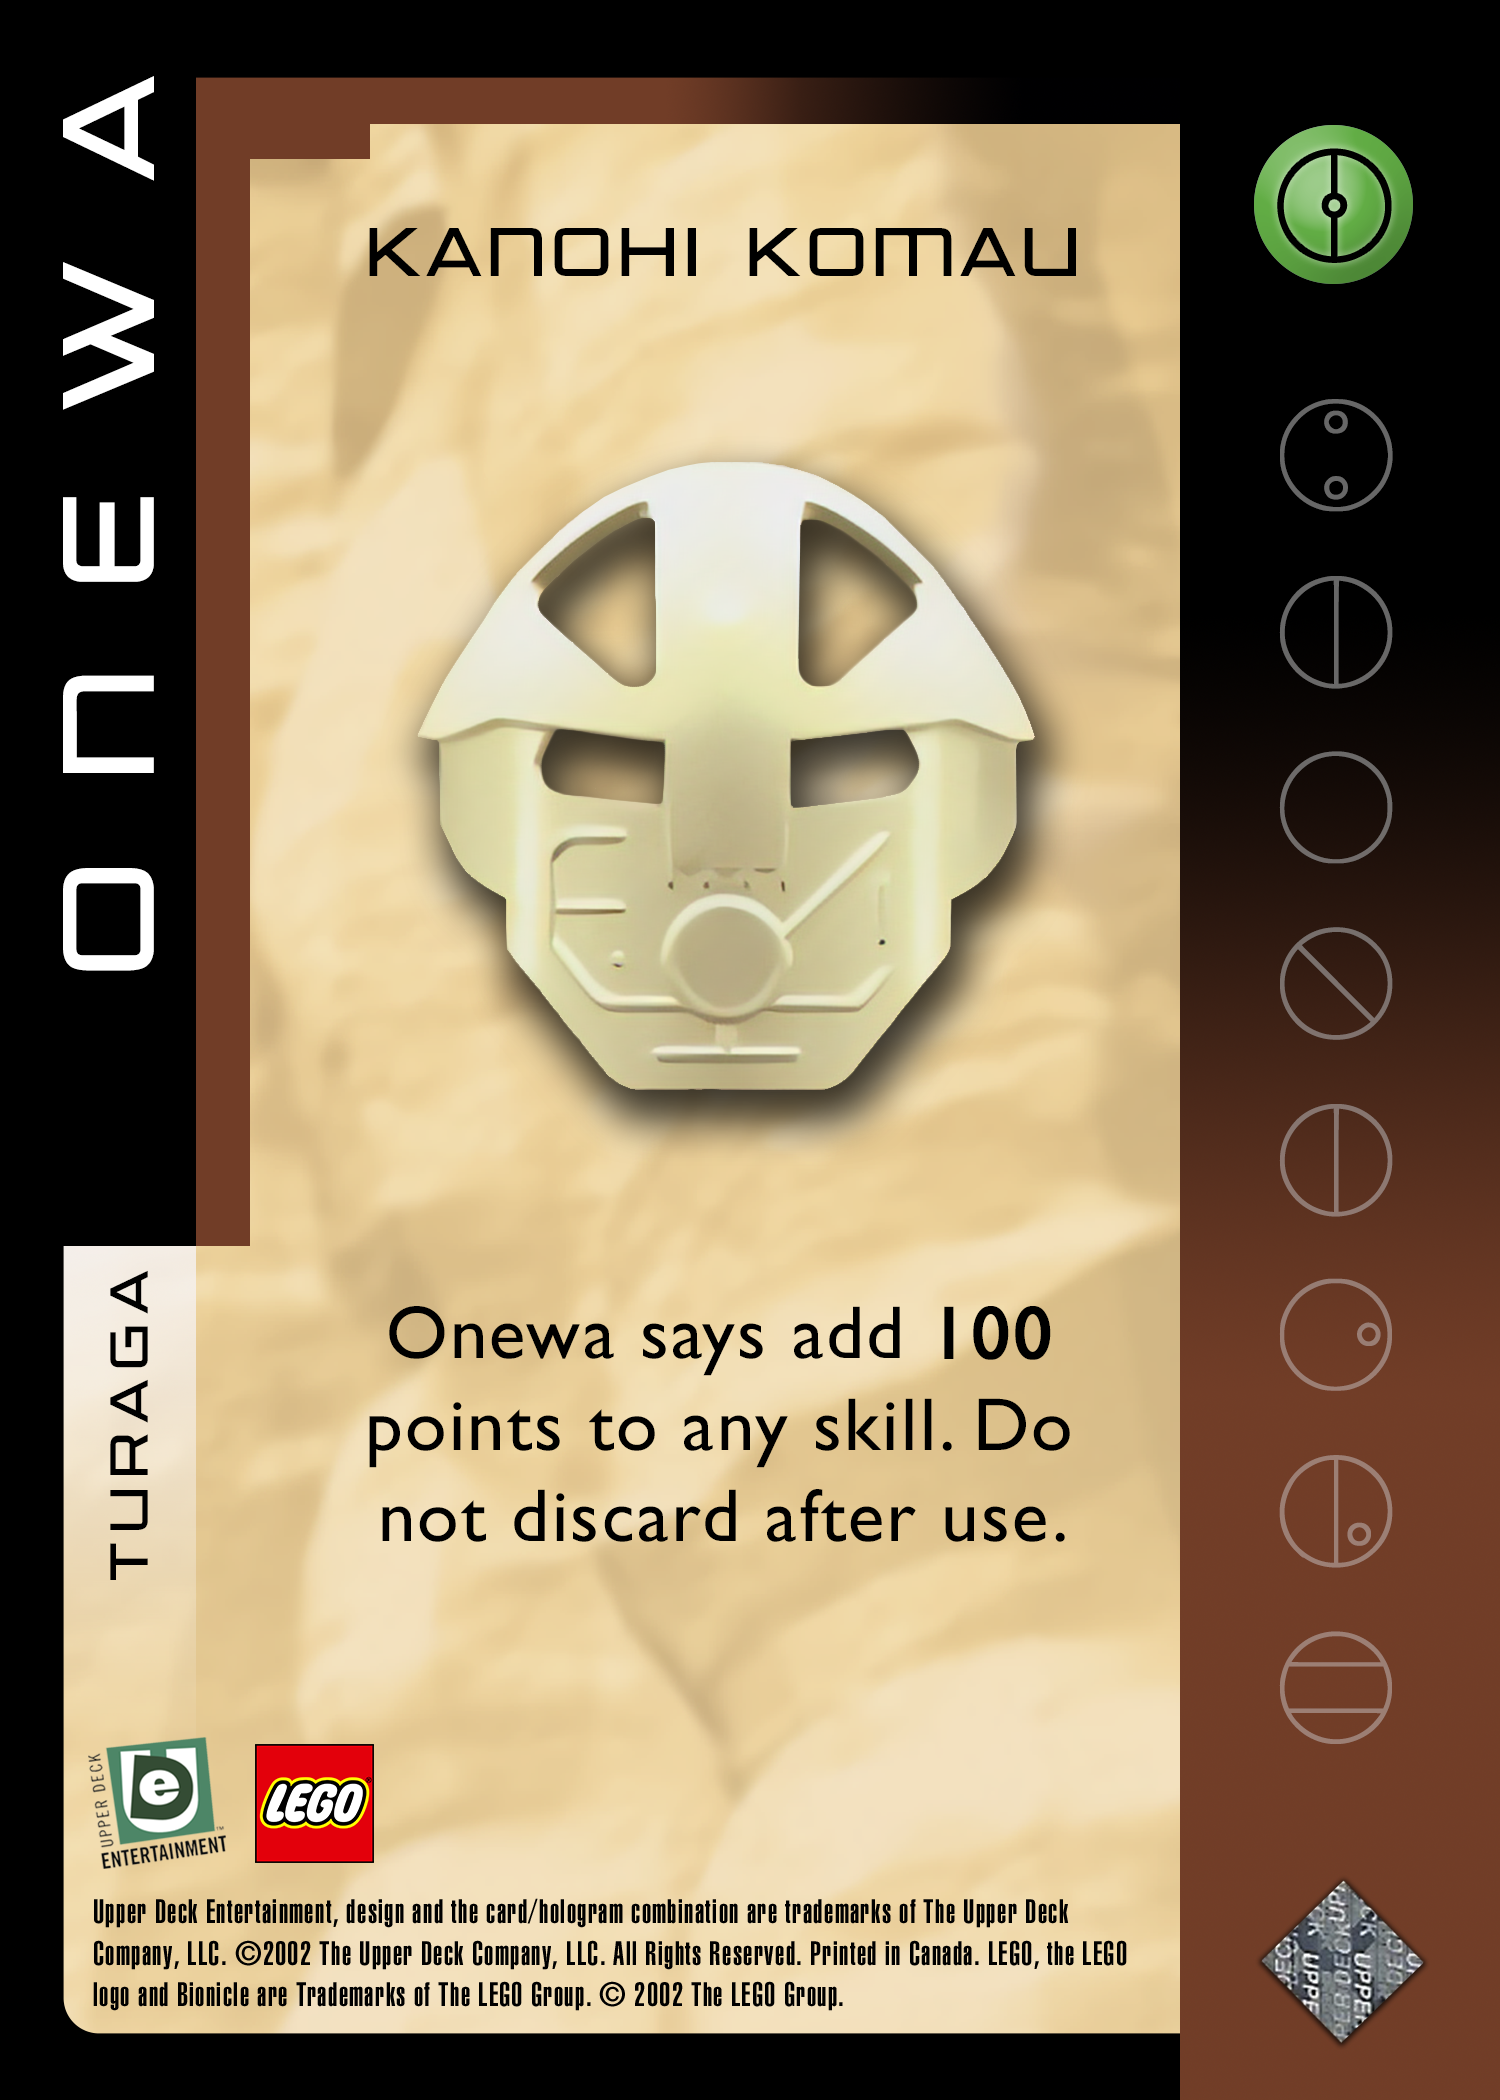 ONEWA
TURAGA
KANOHI KOMAU
Onewa says add 100
points to any skill. Do
not discard after use.
UPPER DECK
e
ENTERTAINMENT
™
LEGO
Upper Deck Entertainment, design and the card/hologram combination are trademarks of The Upper Deck
Company, LLC. ©2002 The Upper Deck Company, LLC. All Rights Reserved. Printed in Canada. LEGO, the LEGO
logo and Bionicle are Trademarks of The LEGO Group. © 2002 The LEGO Group.